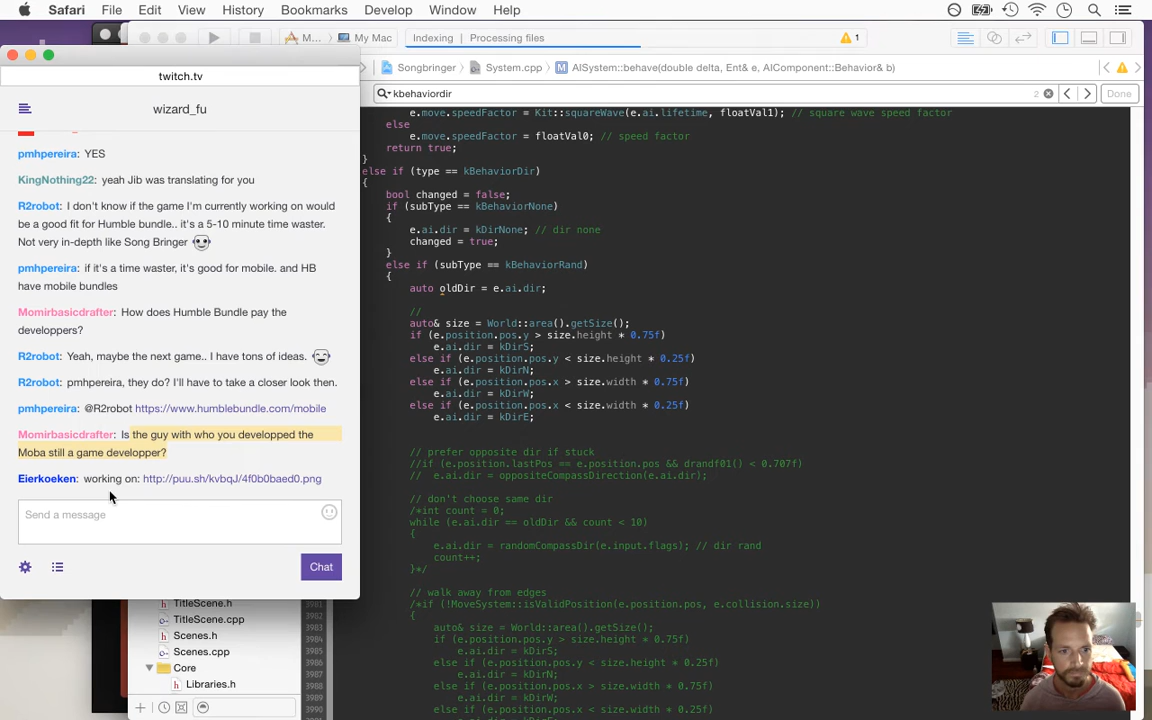 Safari File Edit View History Bookmarks Develop Window Help
M... My Mac
Indexing | Processing files
1
twitch.tv
Songbringer
System.cpp
AISystem::behave(double delta, Ent& e, AIComponent::Behavior& b)
wizard_fu
kbehaviordir
2
Done
pmhpereira: YES
KingNothing22: yeah Jib was translating for you
R2robot: I don't know if the game I'm currently working on would
be a good fit for Humble bundle.. it's a 5-10 minute time waster.
Not very in-depth like Song Bringer
pmhpereira: if it's a time waster, it's good for mobile. and HB
have mobile bundles
Momirbasicdrafter: How does Humble Bundle pay the
developpers?
R2robot: Yeah, maybe the next game.. I have tons of ideas.
R2robot: pmhpereira, they do? I'll have to take a closer look then.
pmhpereira: @R2robot https://www.humblebundle.com/mobile
Momirbasicdrafter: Is the guy with who you developped the
Moba still a game developper?
Eierkoeken: working on: http://puu.sh/kvbqJ/4f0b0baed0.png
Send a message
Chat
e.move.speedFactor = Kit::squareWave(e.ai.lifetime, floatVal1); // square wave speed factor
else
e.move.speedFactor = floatVal0; // speed factor
return true;
}
else if (type == kBehaviorDir)
{
bool changed = false;
if (subType == kBehaviorNone)
{
e.ai.dir = kDirNone; // dir none
changed = true;
}
else if (subType == kBehaviorRand)
{
auto oldDir = e.ai.dir;
//
auto& size = World::area().getSize();
if (e.position.pos.y > size.height * 0.75f)
e.ai.dir = kDirS;
else if (e.position.pos.y < size.height * 0.25f)
e.ai.dir = kDirN;
else if (e.position.pos.x > size.width * 0.75f)
e.ai.dir = kDirW;
else if (e.position.pos.x < size.width * 0.25f)
e.ai.dir = kDirE;
// prefer opposite dir if stuck
//if (e.position.lastPos == e.position.pos && drandf01() < 0.707f)
//  e.ai.dir = oppositeCompassDirection(e.ai.dir);
// don't choose same dir
/*int count = 0;
while (e.ai.dir == oldDir && count < 10)
{
e.ai.dir = randomCompassDir(e.input.flags); // dir rand
count++;
}*/
// walk away from edges
/*if (!MoveSystem::isValidPosition(e.position.pos, e.collision.size))
{
auto& size = World::area().getSize();
if (e.position.pos.y > size.height * 0.75f)
e.ai.dir = kDirS;
else if (e.position.pos.y < size.height * 0.25f)
e.ai.dir = kDirN;
else if (e.position.pos.x > size.width * 0.75f)
e.ai.dir = kDirW;
else if (e.position.pos.x < size.width * 0.25f)
3981
3982
3983
3984
3985
3986
3987
3988
3989
3990
TitleScene.h
TitleScene.cpp
Scenes.h
Scenes.cpp
Core
Libraries.h